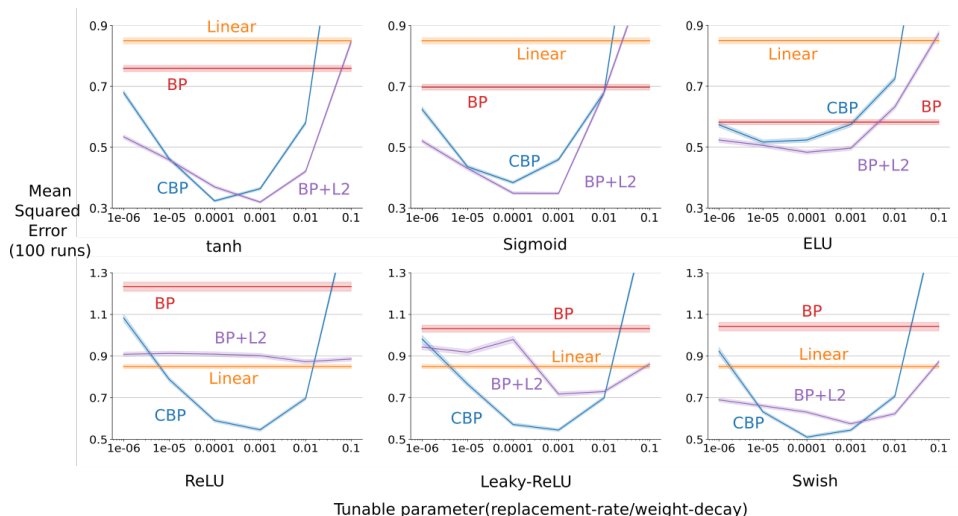 0.9
0.7
0.5
0.3
Linear
BP
CBP
BP+L2
1e-06 1e-05 0.0001 0.001 0.01 0.1
tanh
0.9
0.7
0.5
0.3
Linear
BP
CBP
BP+L2
1e-06 1e-05 0.0001 0.001 0.01 0.1
Sigmoid
0.9
0.7
0.5
0.3
Linear
CBP
BP
BP+L2
1e-06 1e-05 0.0001 0.001 0.01 0.1
ELU
Mean
Squared
Error
(100 runs)
1.3
1.1
0.9
0.7
0.5
BP
BP+L2
Linear
CBP
1e-06 1e-05 0.0001 0.001 0.01 0.1
ReLU
1.3
1.1
0.9
0.7
0.5
BP
Linear
BP+L2
CBP
1e-06 1e-05 0.0001 0.001 0.01 0.1
Leaky-ReLU
1.3
1.1
0.9
0.7
0.5
BP
Linear
BP+L2
CBP
1e-06 1e-05 0.0001 0.001 0.01 0.1
Swish
Tunable parameter(replacement-rate/weight-decay)